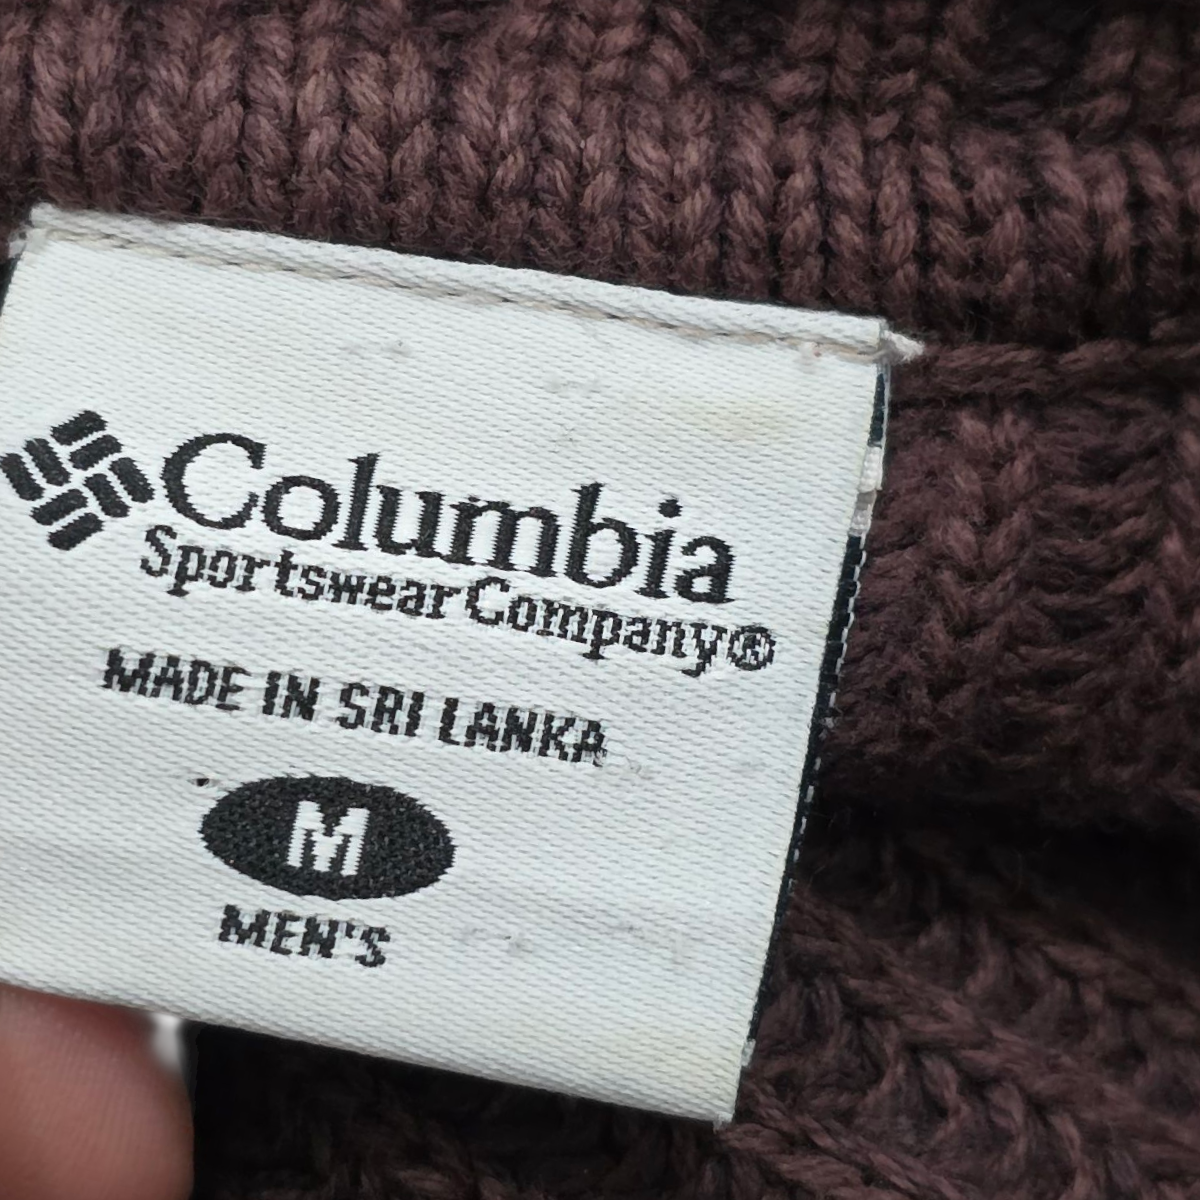 Columbia
Sportswear Company®
MADE IN SRI LANKA
M
MEN'S